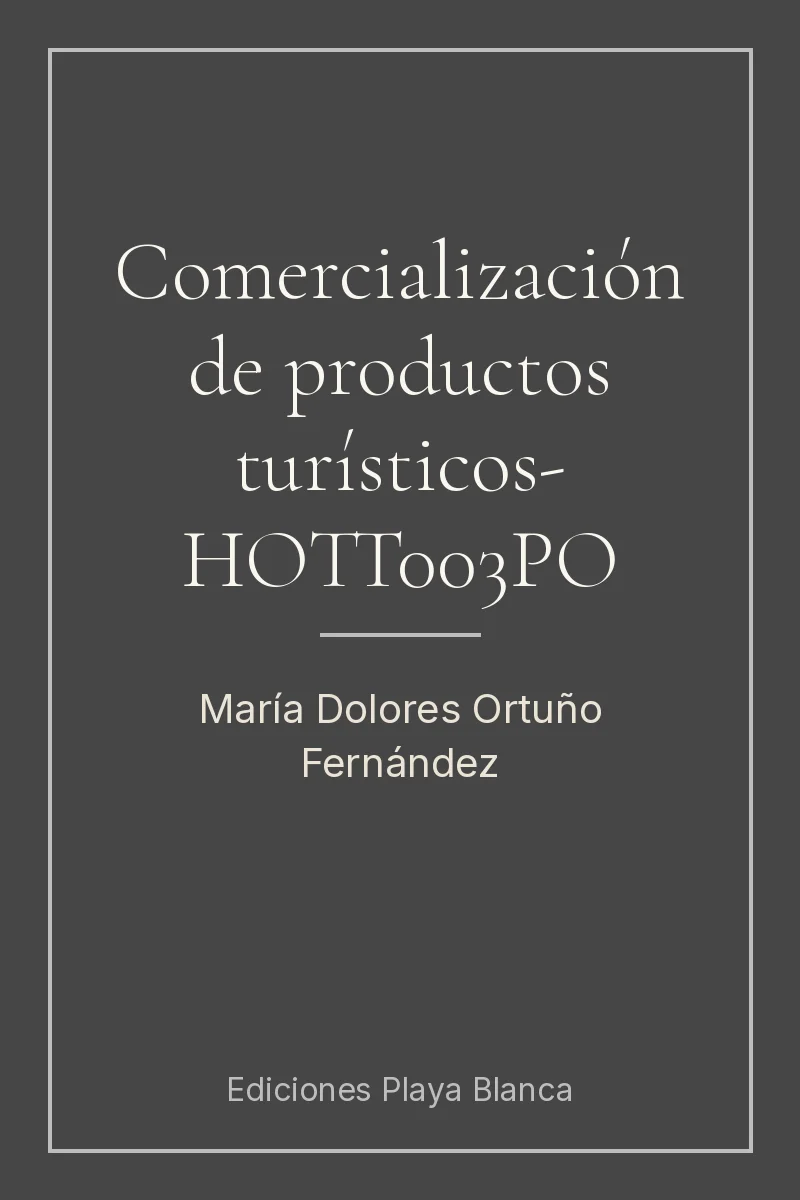 Comercialización
de productos
turísticos-
HOTT003PO
María Dolores Ortuño
Fernández
Ediciones Playa Blanca